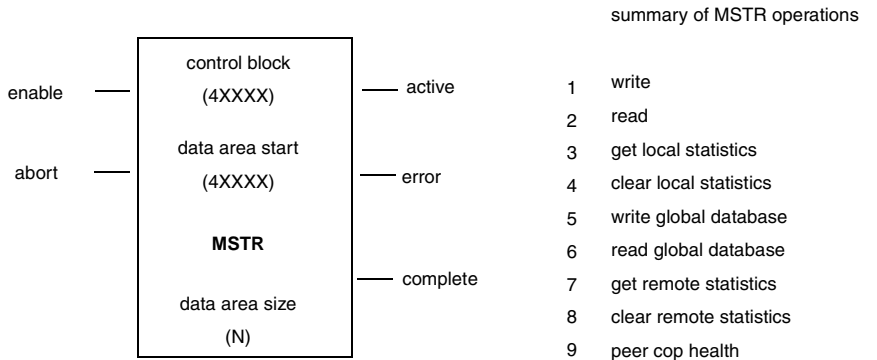 summary of MSTR operations
control block
enable
(4XXXX)
active
data area start
abort
(4XXXX)
error
MSTR
complete
data area size
(N)
1 write
2 read
3 get local statistics
4 clear local statistics
5 write global database
6 read global database
7 get remote statistics
8 clear remote statistics
9 peer cop health